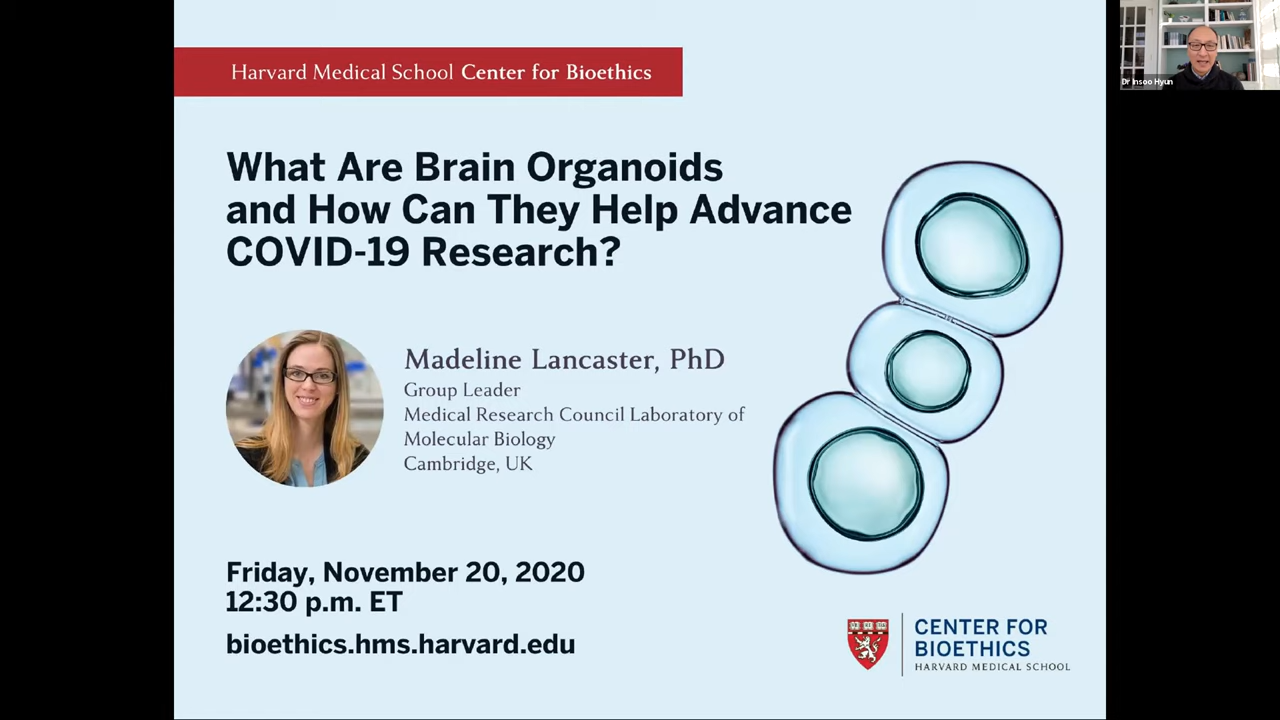 Harvard Medical School Center for Bioethics
What Are Brain Organoids
and How Can They Help Advance
COVID-19 Research?
Madeline Lancaster, PhD
Group Leader
Medical Research Council Laboratory of
Molecular Biology
Cambridge, UK
Friday, November 20, 2020
12:30 p.m. ET
bioethics.hms.harvard.edu
CENTER FOR
BIOETHICS
HARVARD MEDICAL SCHOOL
Dr Insoo Hyun